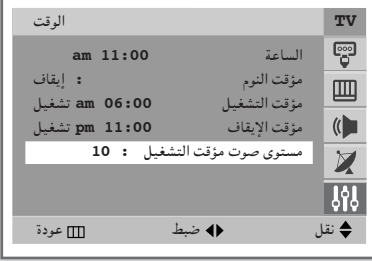 TV الوقت
الساعة 11:00 am
مؤقت النوم : إيقاف
مؤقت التشغيل 06:00 am تشغيل
مؤقت الإيقاف 11:00 pm تشغيل
مستوى صوت مؤقت التشغيل : 10
نقل ضبط عودة